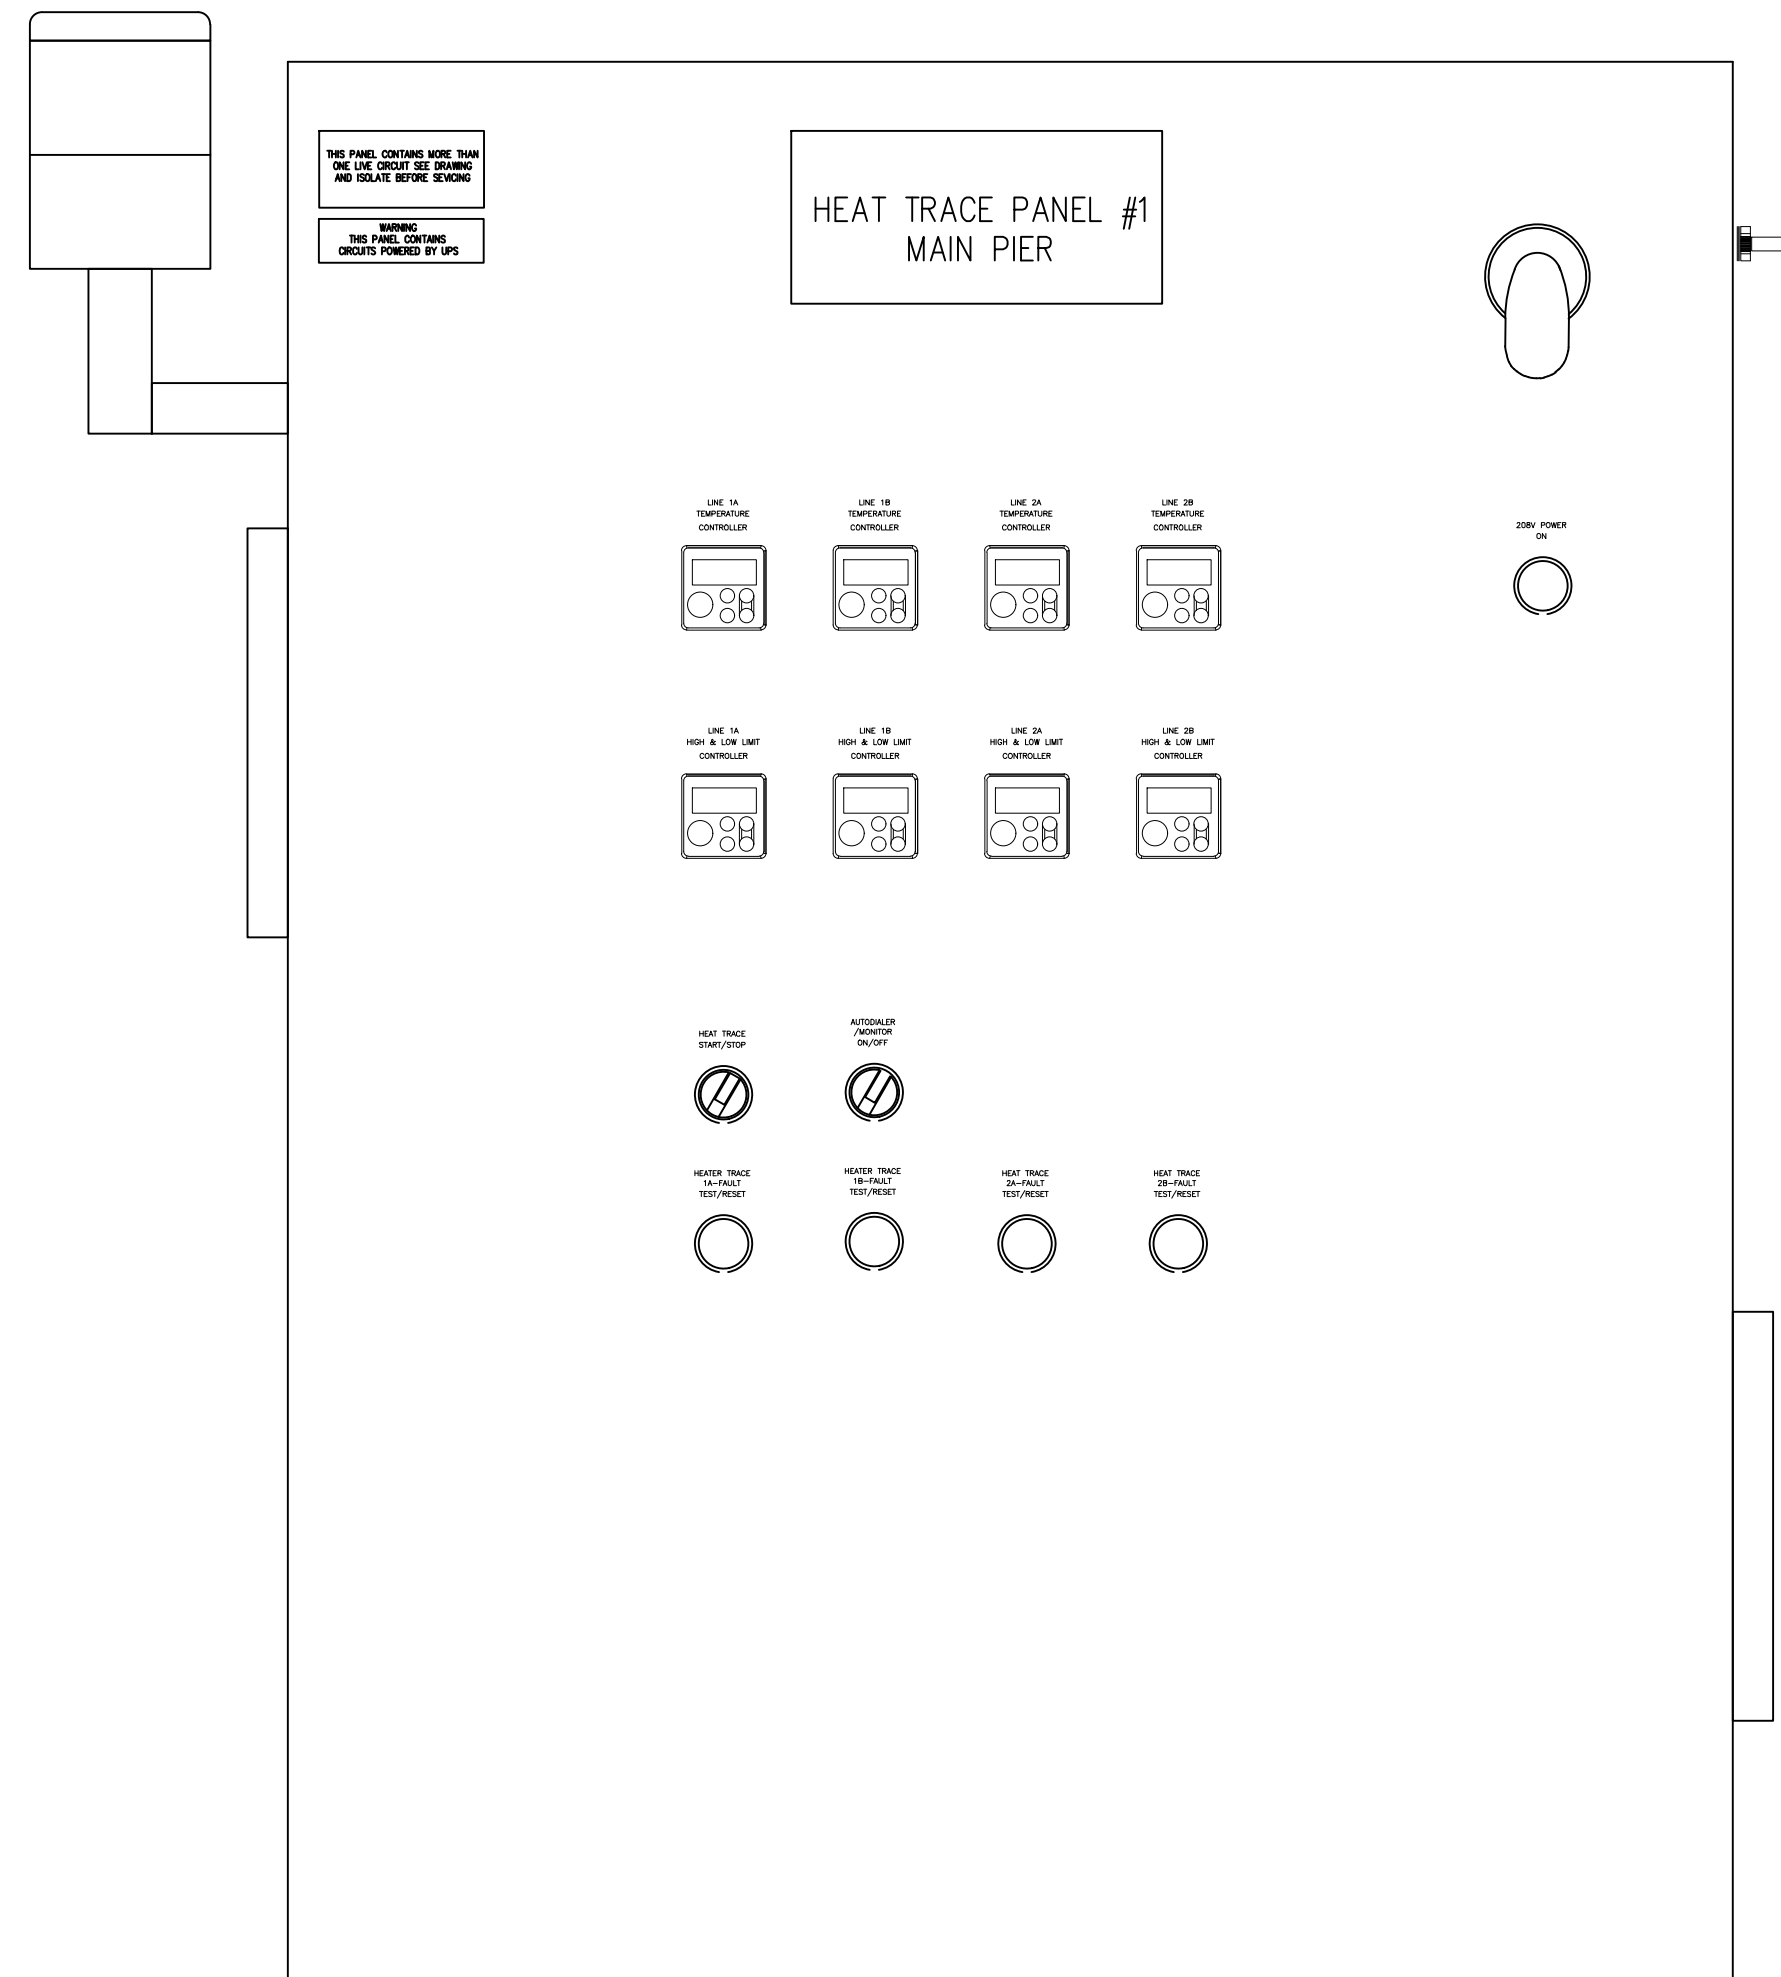 THIS PANEL CONTAINS MORE THAN
ONE LIVE CIRCUIT SEE DRAWING
AND ISOLATE BEFORE SEVICING
WARNING
THIS PANEL CONTAINS
CIRCUITS POWERED BY UPS
HEAT TRACE PANEL #1
MAIN PIER
LINE 1A
TEMPERATURE
CONTROLLER
LINE 1B
TEMPERATURE
CONTROLLER
LINE 2A
TEMPERATURE
CONTROLLER
LINE 2B
TEMPERATURE
CONTROLLER
208V POWER
ON
LINE 1A
HIGH & LOW LIMIT
CONTROLLER
LINE 1B
HIGH & LOW LIMIT
CONTROLLER
LINE 2A
HIGH & LOW LIMIT
CONTROLLER
LINE 2B
HIGH & LOW LIMIT
CONTROLLER
HEAT TRACE
START/STOP
AUTODIALER
/MONITOR
ON/OFF
HEATER TRACE
1A-FAULT
TEST/RESET
HEATER TRACE
1B-FAULT
TEST/RESET
HEAT TRACE
2A-FAULT
TEST/RESET
HEAT TRACE
2B-FAULT
TEST/RESET